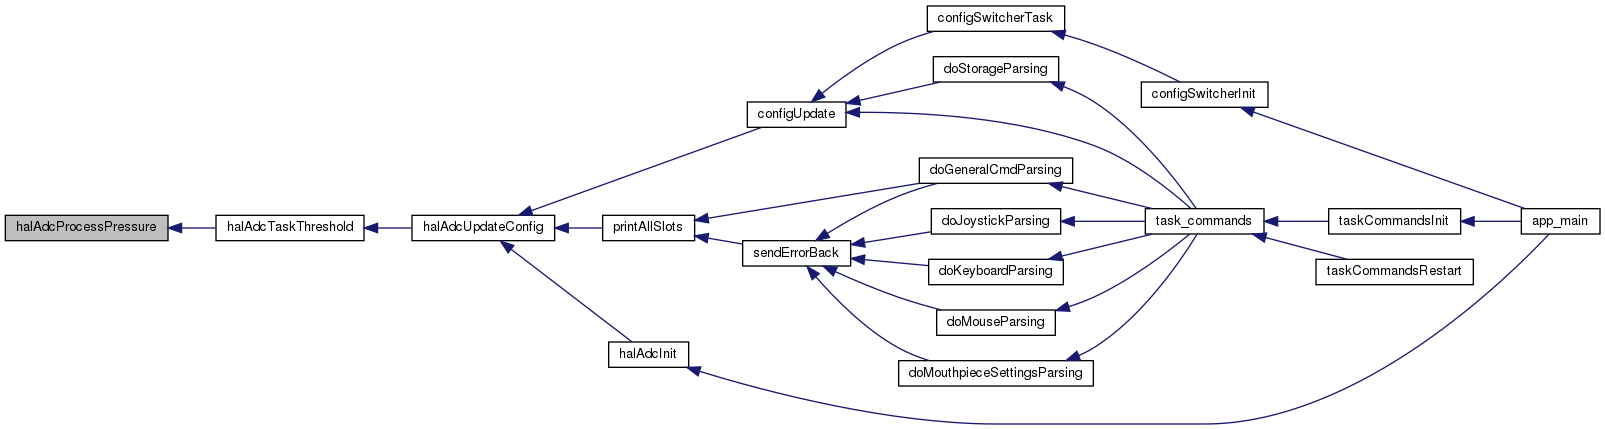 configSwitcherTask
doStorageParsing
configSwitcherInit
configUpdate
doGeneralCmdParsing
halAdcProcessPressure
halAdcTaskThreshold
halAdcUpdateConfig
printAllSlots
doJoystickParsing
task_commands
taskCommandsInit
app_main
sendErrorBack
doKeyboardParsing
taskCommandsRestart
doMouseParsing
halAdcInit
doMouthpieceSettingsParsing